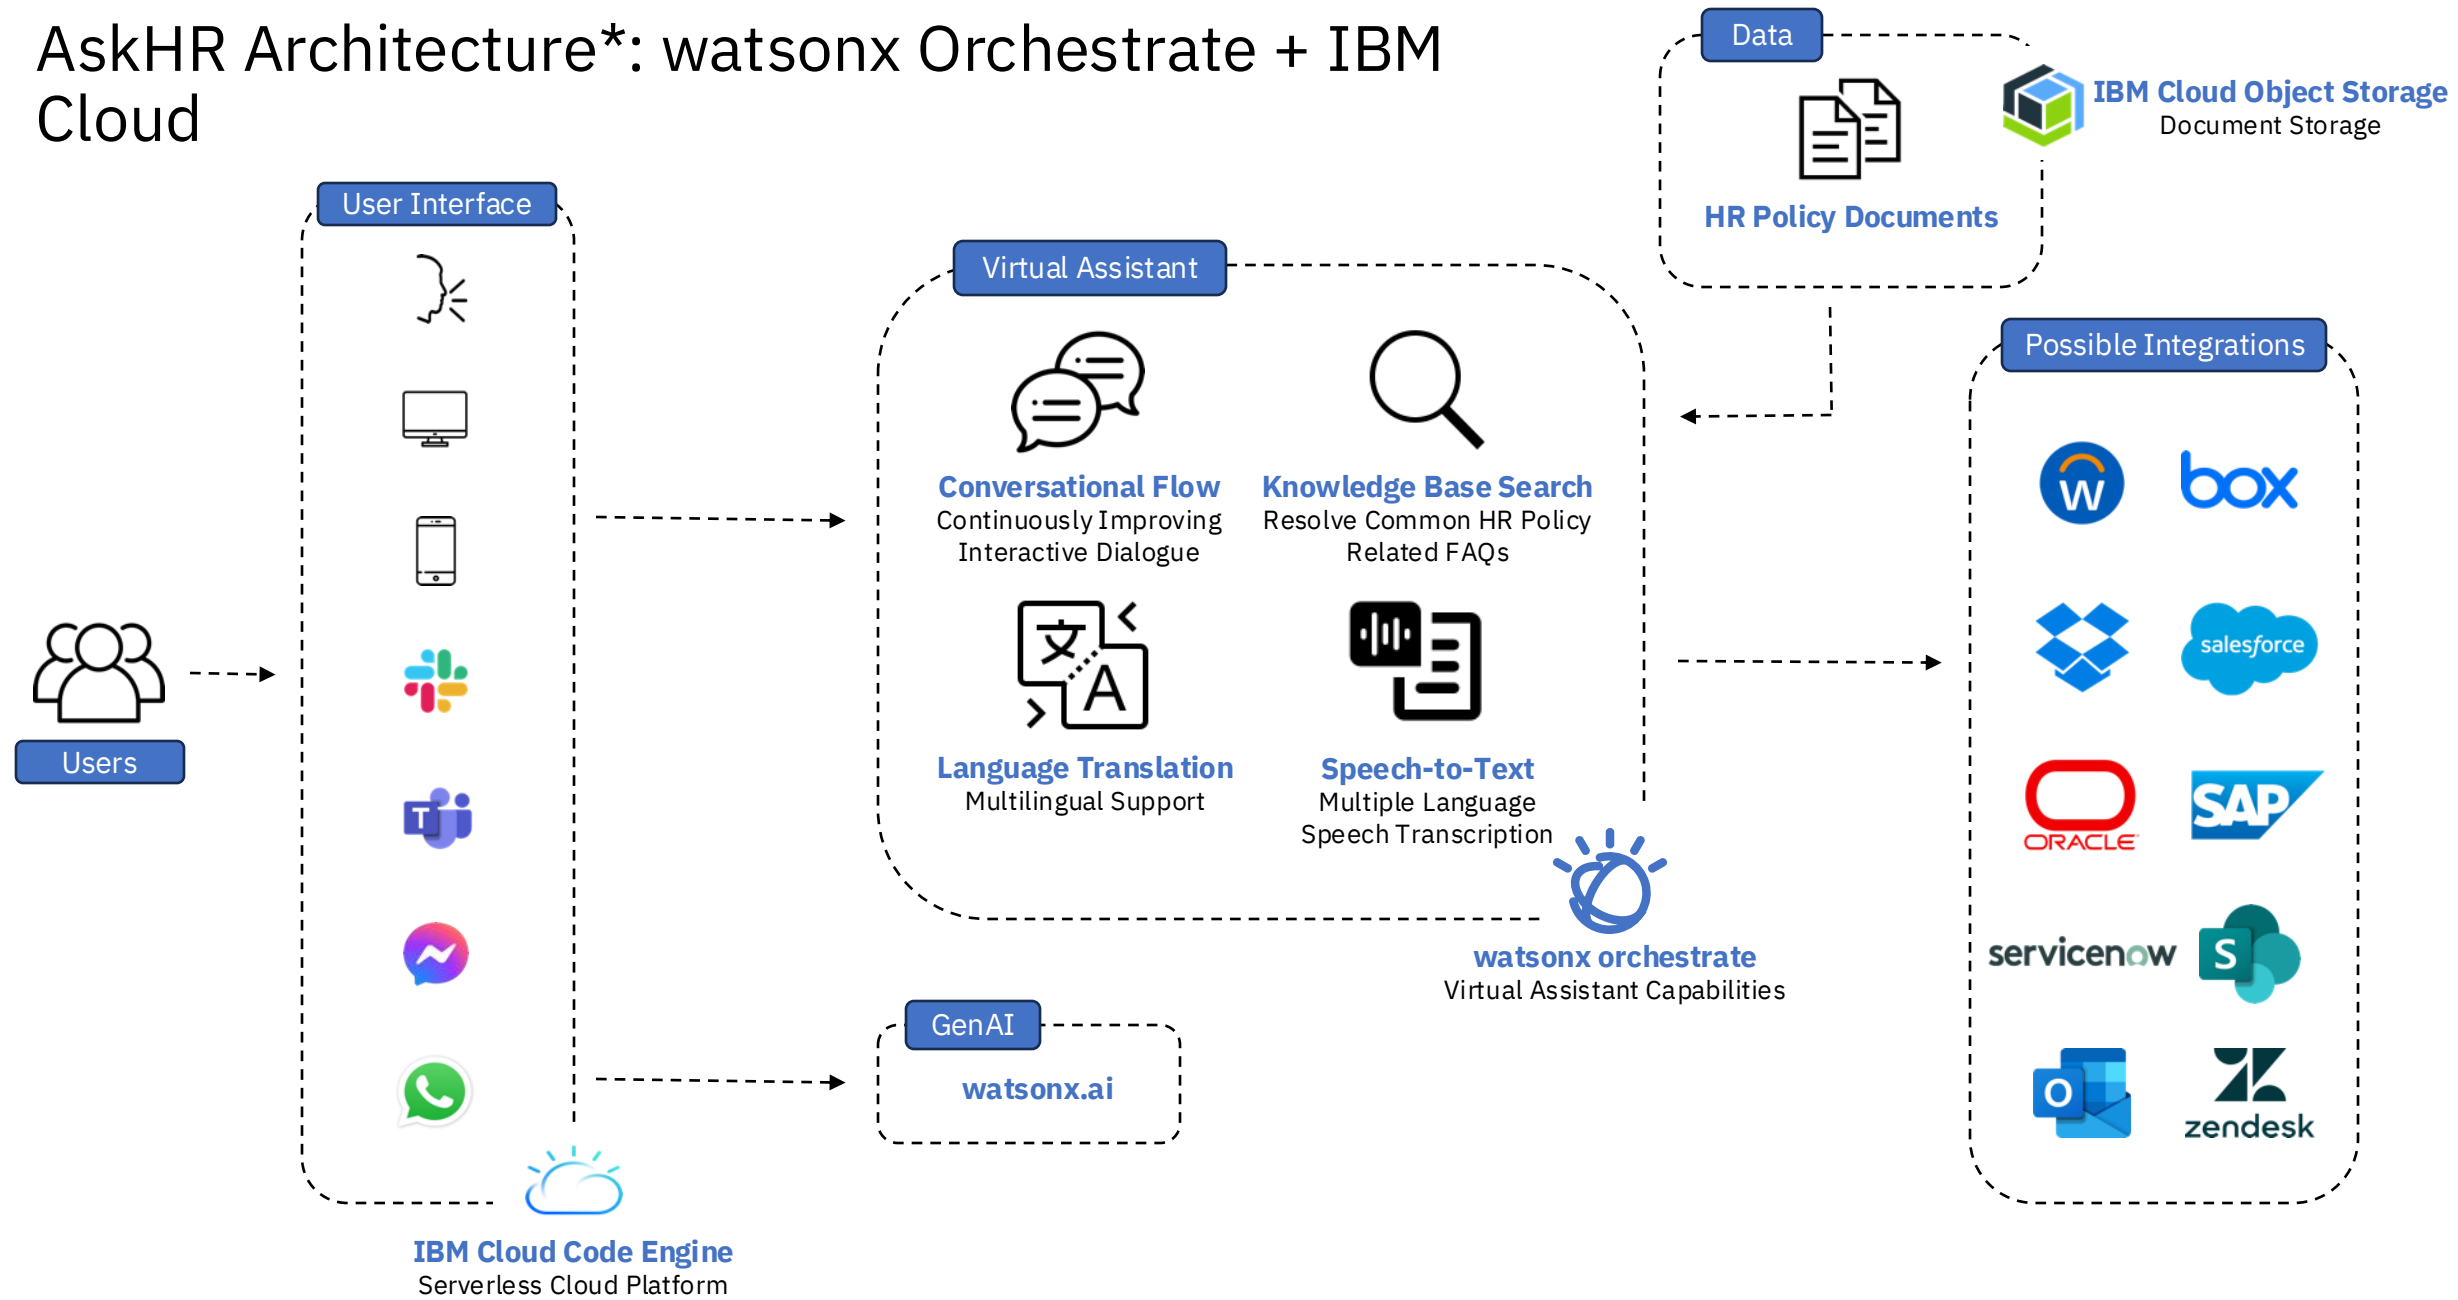 AskHR Architecture*: watsonx Orchestrate + IBM
Cloud
Data
IBM Cloud Object Storage
Document Storage
HR Policy Documents
User Interface
Users
IBM Cloud Code Engine
Serverless Cloud Platform
Virtual Assistant
Conversational Flow
Continuously Improving
Interactive Dialogue
Knowledge Base Search
Resolve Common HR Policy
Related FAQs
文
A
Language Translation
Multilingual Support
Speech-to-Text
Multiple Language
Speech Transcription
watsonx orchestrate
Virtual Assistant Capabilities
GenAI
watsonx.ai
T
Possible Integrations
W
box
salesforce
ORACLE
SAP
servicenow
S
O
zendesk